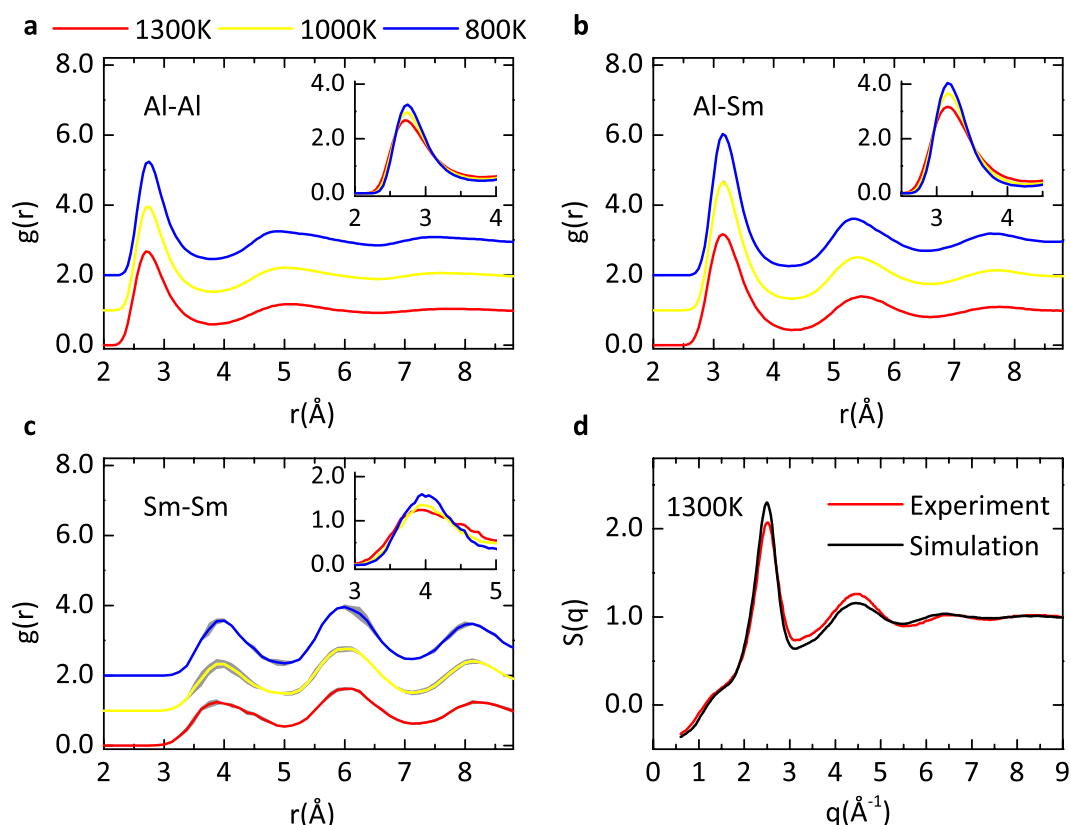 a 1300K 1000K 800K b
8.0
6.0
4.0
2.0
0.0
g(r)
Al-Al
4.0
2.0
0.0
2 3 4
2 3 4 5 6 7 8
r(Å)
8.0
6.0
4.0
2.0
0.0
g(r)
Al-Sm
4.0
2.0
0.0
3 4
2 3 4 5 6 7 8
r(Å)
c
8.0
6.0
4.0
2.0
0.0
g(r)
Sm-Sm
2.0
1.0
0.0
3 4 5
2 3 4 5 6 7 8
r(Å)
d
2.0
1.0
0.0
S(q)
1300K
Experiment
Simulation
0 1 2 3 4 5 6 7 8 9
q(Å⁻¹)